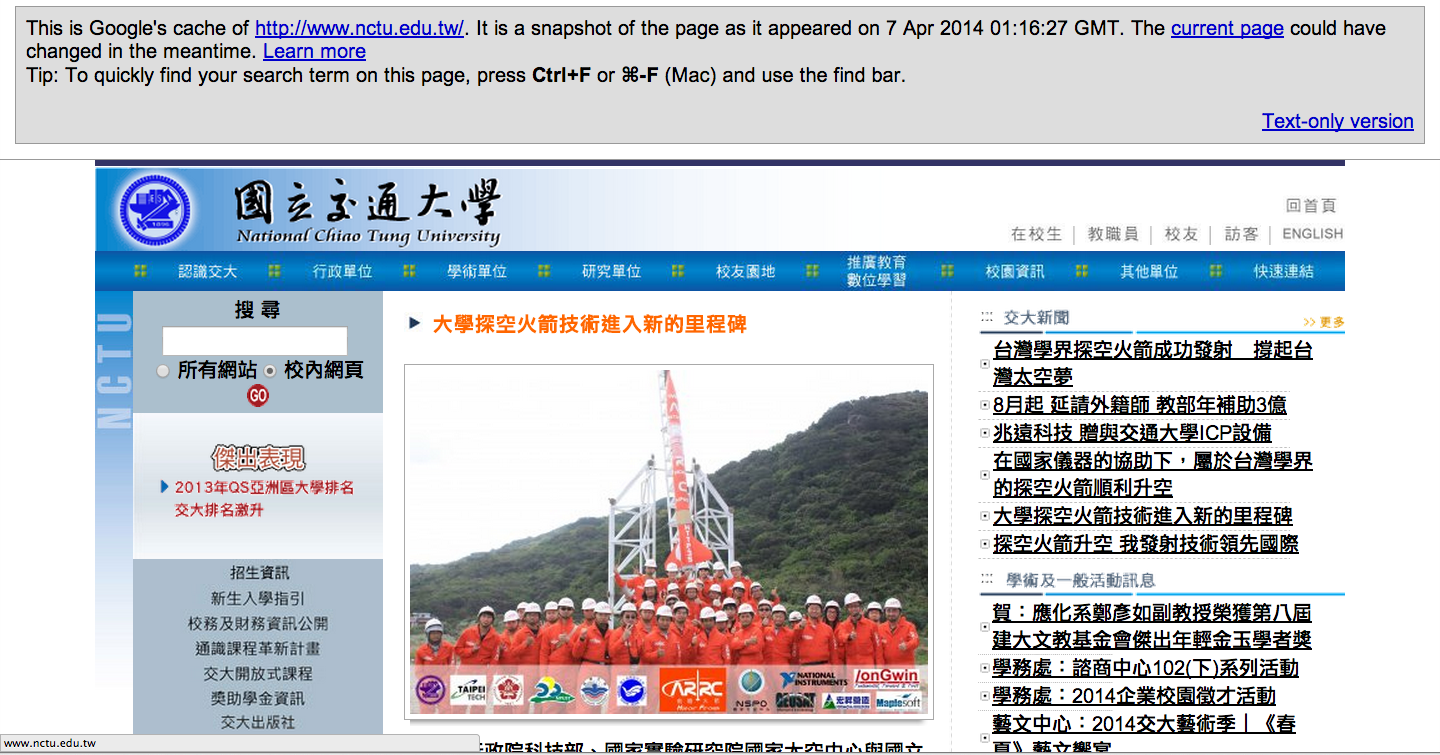 This is Google's cache of http://www.nctu.edu.tw/. It is a snapshot of the page as it appeared on 7 Apr 2014 01:16:27 GMT. The current page could have
changed in the meantime. Learn more
Tip: To quickly find your search term on this page, press Ctrl+F or ⌘-F (Mac) and use the find bar.
Text-only version
國立交通大學
National Chiao Tung University
回首頁
在校生 | 教職員 | 校友 | 訪客 | ENGLISH
認識交大 行政單位 學術單位 研究單位 校友園地 推廣教育 數位學習 校園資訊 其他單位 快速連結
NCTU
搜 尋
所有網站 校內網頁
GO
傑出表現
2013年QS亞洲區大學排名
交大排名激升
招生資訊
新生入學指引
校務及財務資訊公開
通識課程革新計畫
交大開放式課程
獎助學金資訊
交大出版社
大學探空火箭技術進入新的里程碑
TAIPEI
TECH
ARRC
NSPO
NATIONAL
INSTRUMENTS
JonGwin
宏昇營造
Maplesoft
行政院科技部、國家實驗研究院國家太空中心與國立
交大新聞
>> 更多
台灣學界探空火箭成功發射 撐起台
灣太空夢
8月起 延請外籍師 教部年補助3億
兆遠科技 贈與交通大學ICP設備
在國家儀器的協助下，屬於台灣學界
的探空火箭順利升空
大學探空火箭技術進入新的里程碑
探空火箭升空 我發射技術領先國際
學術及一般活動訊息
賀：應化系鄭彥如副教授榮獲第八屆
建大文教基金會傑出年輕金玉學者獎
學務處：諮商中心102(下)系列活動
學務處：2014企業校園徵才活動
藝文中心：2014交大藝術季｜《春
夏》藝文饗宴
www.nctu.edu.tw